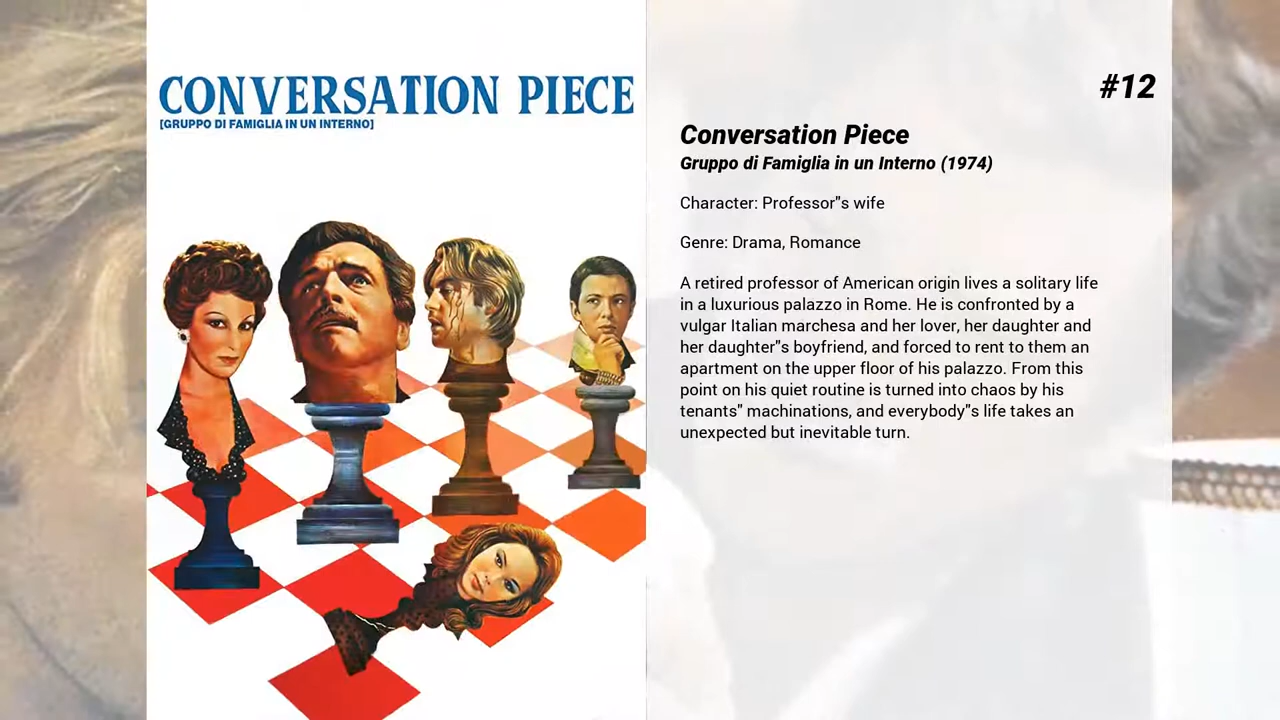 CONVERSATION PIECE
[GRUPPO DI FAMIGLIA IN UN INTERNO]
#12
Conversation Piece
Gruppo di Famiglia in un Interno (1974)
Character: Professor"s wife
Genre: Drama, Romance
A retired professor of American origin lives a solitary life
in a luxurious palazzo in Rome. He is confronted by a
vulgar Italian marchesa and her lover, her daughter and
her daughter"s boyfriend, and forced to rent to them an
apartment on the upper floor of his palazzo. From this
point on his quiet routine is turned into chaos by his
tenants" machinations, and everybody"s life takes an
unexpected but inevitable turn.